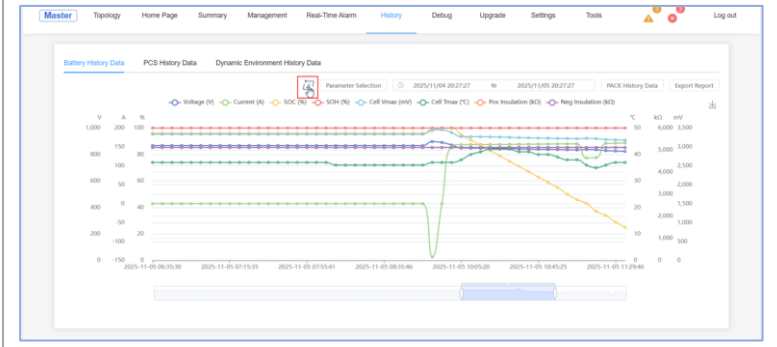 Master Topology Home Page Summary Management Real-Time Alarm History Debug Upgrade Settings Tools 3 2 Log out
Battery History Data PCS History Data Dynamic Environment History Data
Parameter Selection 2025/11/04 20:27:27 to 2025/11/05 20:27:27 PACK History Data Export Report
Voltage (V) Current (A) SOC (%) SOH (%) Cell Vmax (mV) Cell Tmax (℃) Pos Insulation (kΩ) Neg Insulation (kΩ)
V A % ℃ kΩ mV
1,000 200 100 50 6,000 3,500
150 5,000 3,000
800 80 40
100 4,000 2,500
600 50 60 30 2,000
3,000
400 0 40 20 1,500
2,000
-50 1,000
200 20 10
-100 1,000 500
0 -150 0 0 0 0
2025-11-05 06:35:30 2025-11-05 07:15:35 2025-11-05 07:55:41 2025-11-05 08:35:46 2025-11-05 10:05:20 2025-11-05 10:45:25 2025-11-05 11:29:46